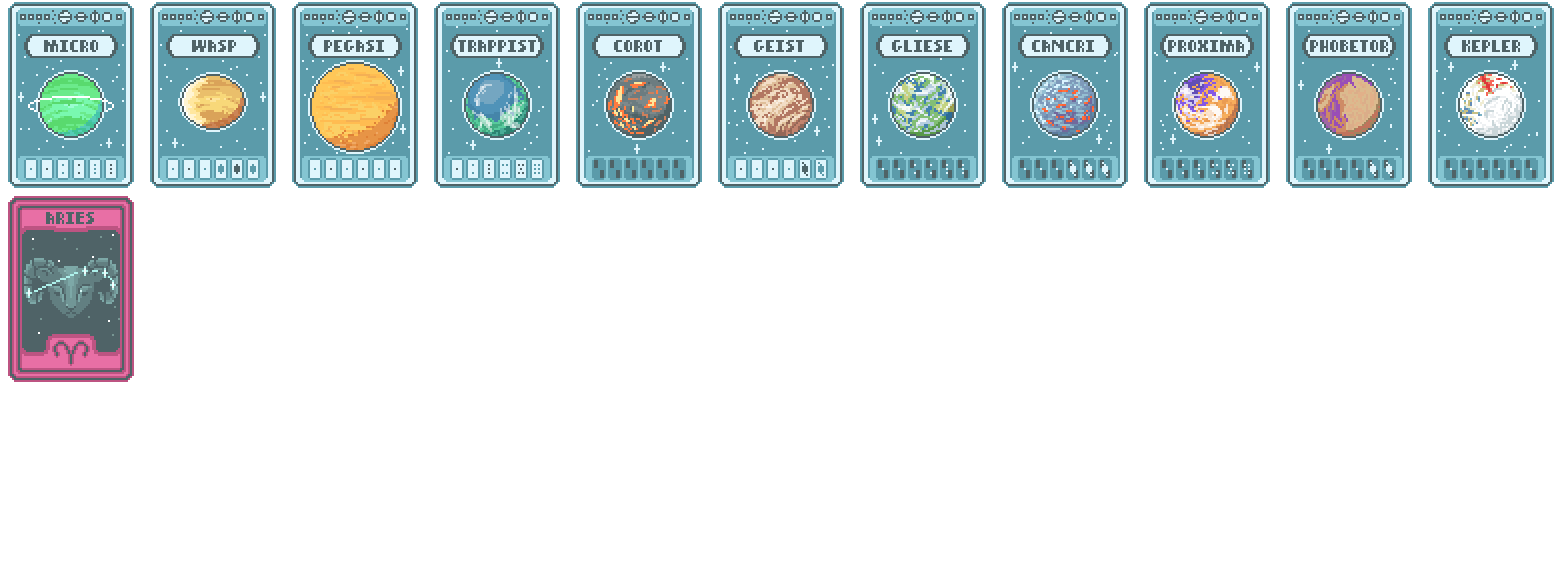 MICRO
WASP
PEGASI
TRAPPIST
COROT
GEIST
GLIESE
CANCRI
PROXIMA
PHOBETOR
KEPLER
ARIES